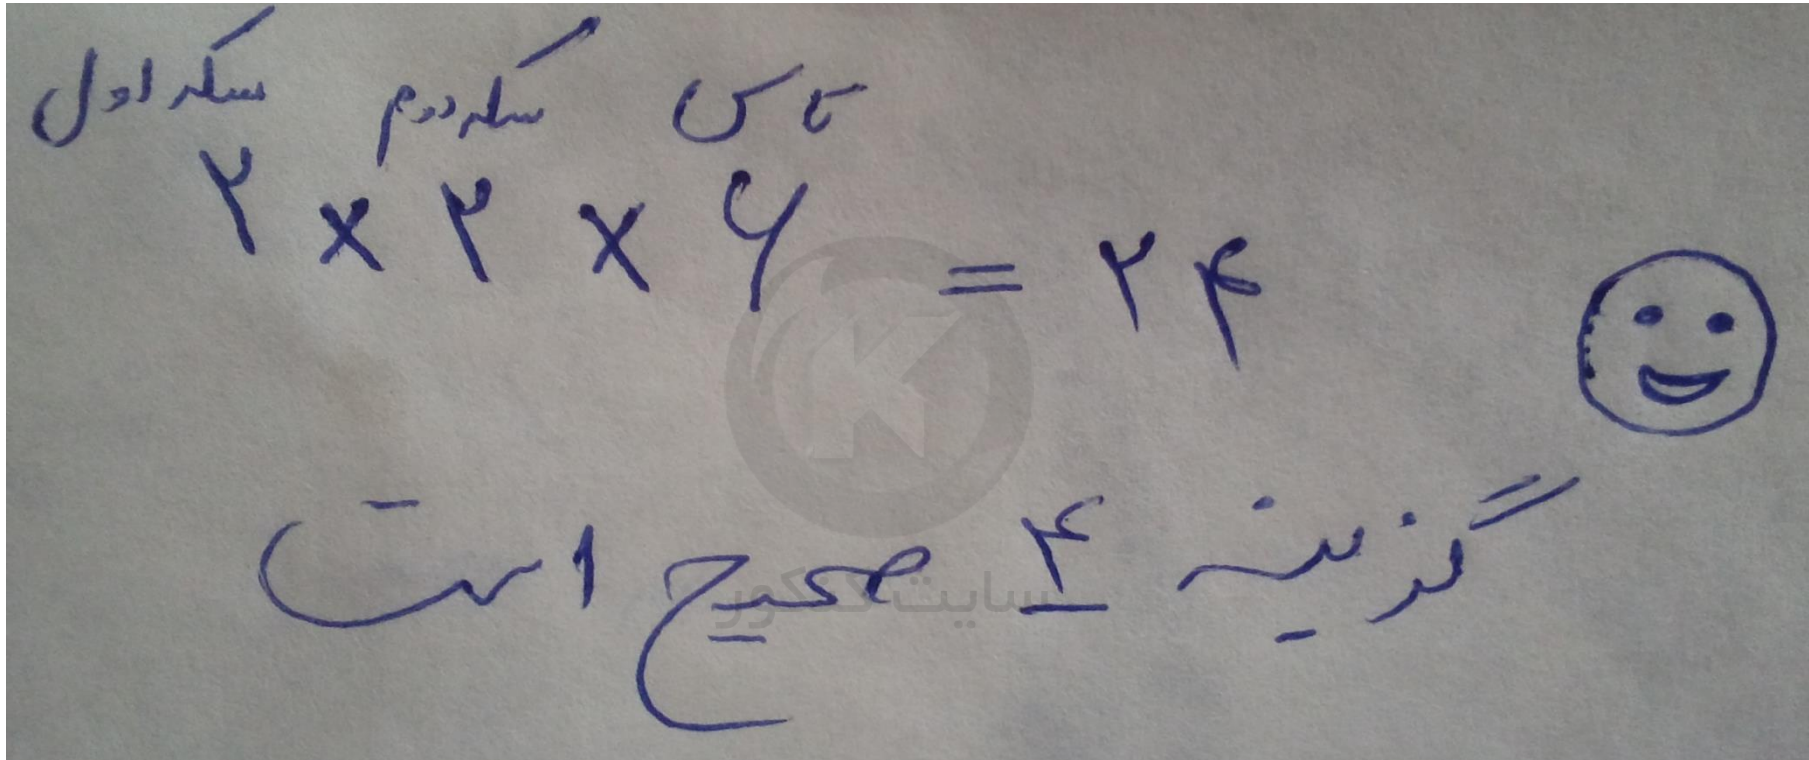 سکه اول سکه دوم تاس
۲ × ۲ × ۶ = ۲۴
گزینه ۴ صحیح است
سایت کنکور